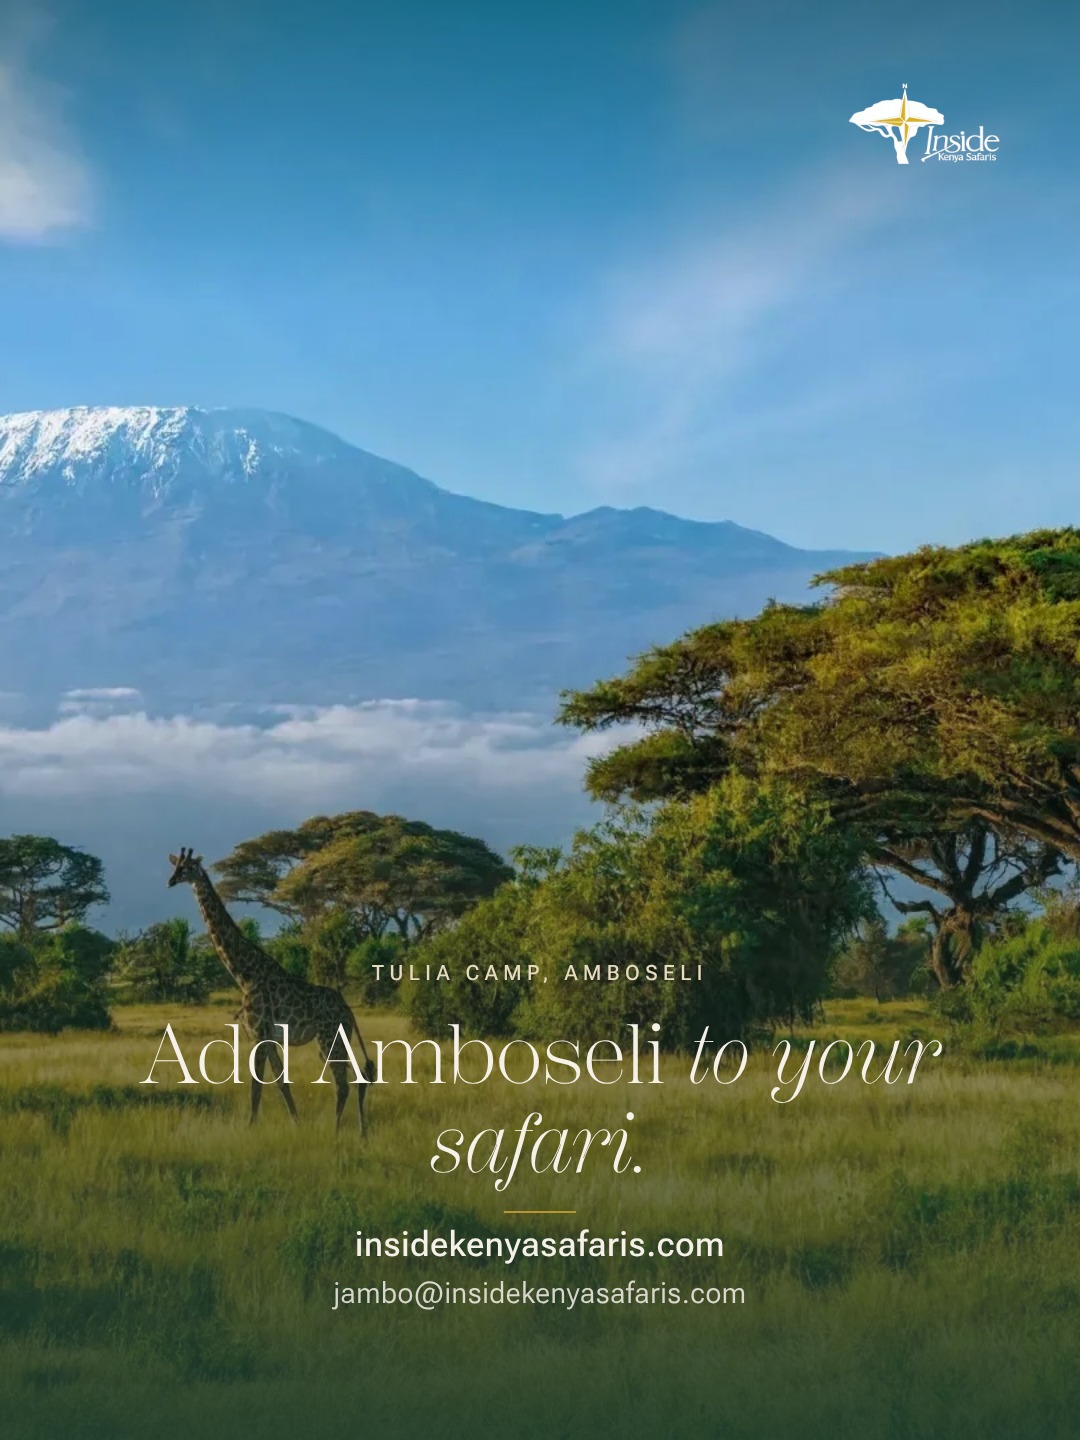 N
Inside
Kenya Safaris
TULIA CAMP, AMBOSELI
Add Amboseli to your
safari.
insidekenyasafaris.com
jambo@insidekenyasafaris.com